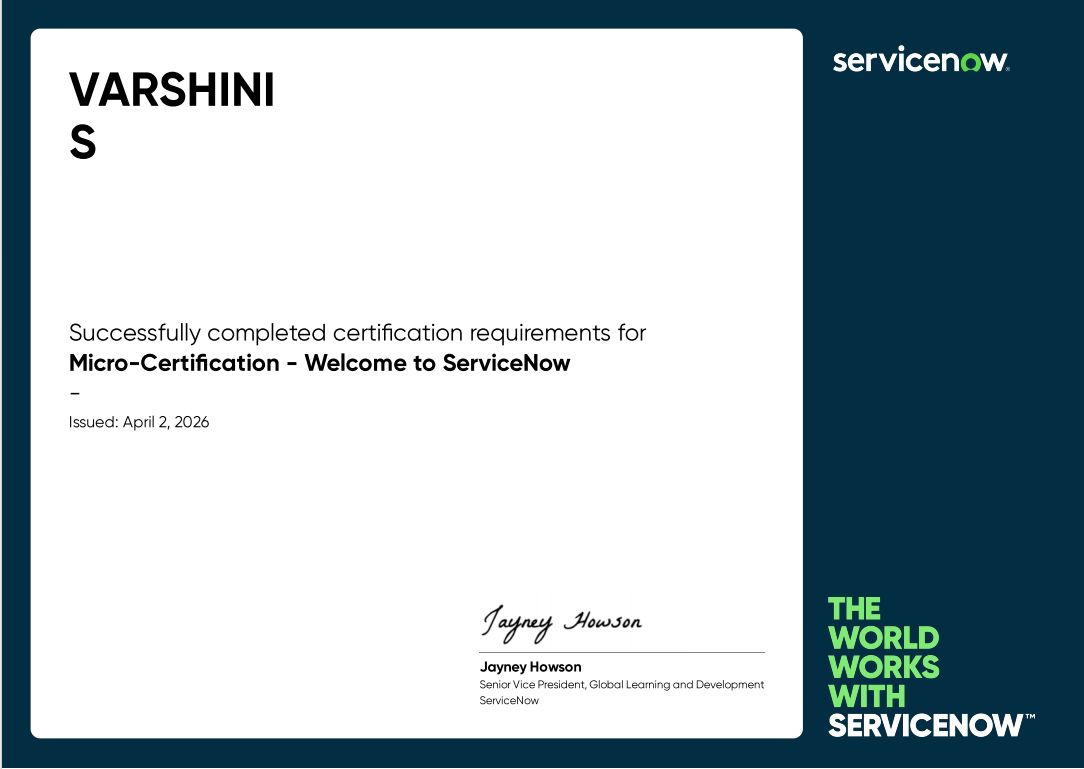 VARSHINI
S
Successfully completed certification requirements for
Micro-Certification - Welcome to ServiceNow
-
Issued: April 2, 2026
Jayney Howson
Jayney Howson
Senior Vice President, Global Learning and Development
ServiceNow
servicenow®
THE
WORLD
WORKS
WITH
SERVICENOW™